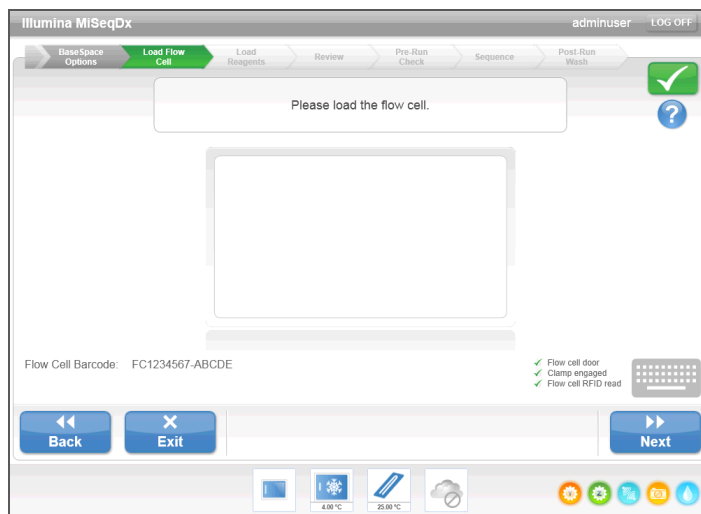 Illumina MiSeqDx
adminuser
LOG OFF
BaseSpace
Options
Load Flow
Cell
Load
Reagents
Review
Pre-Run
Check
Sequence
Post-Run
Wash
Please load the flow cell.
?
Flow Cell Barcode: FC1234567-ABCDE
Flow cell door
Clamp engaged
Flow cell RFID read
Back
Exit
Next
4.00 °C
25.00 °C